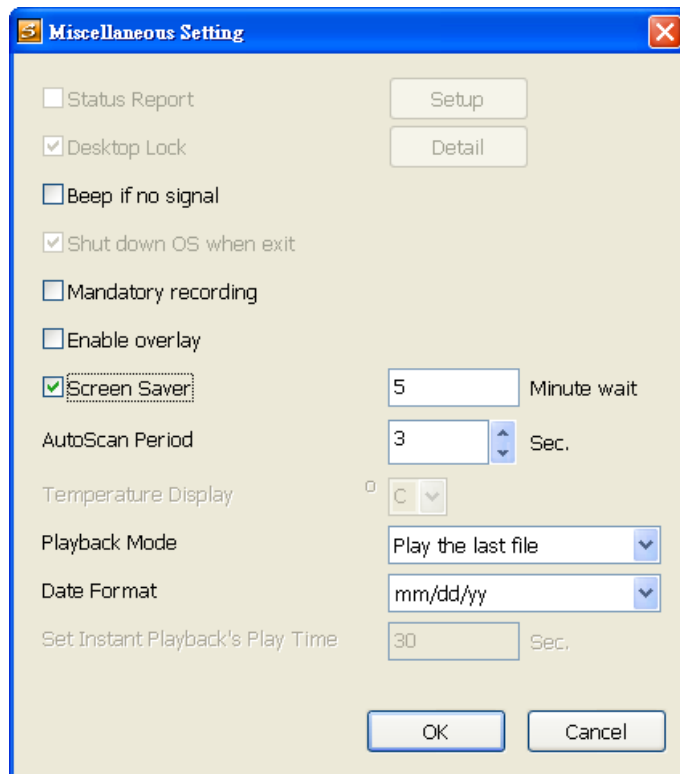 Miscellaneous Setting
Status Report Setup
Desktop Lock Detail
Beep if no signal
Shut down OS when exit
Mandatory recording
Enable overlay
Screen Saver 5 Minute wait
AutoScan Period 3 Sec.
Temperature Display o C
Playback Mode Play the last file
Date Format mm/dd/yy
Set Instant Playback's Play Time 30 Sec.
OK Cancel